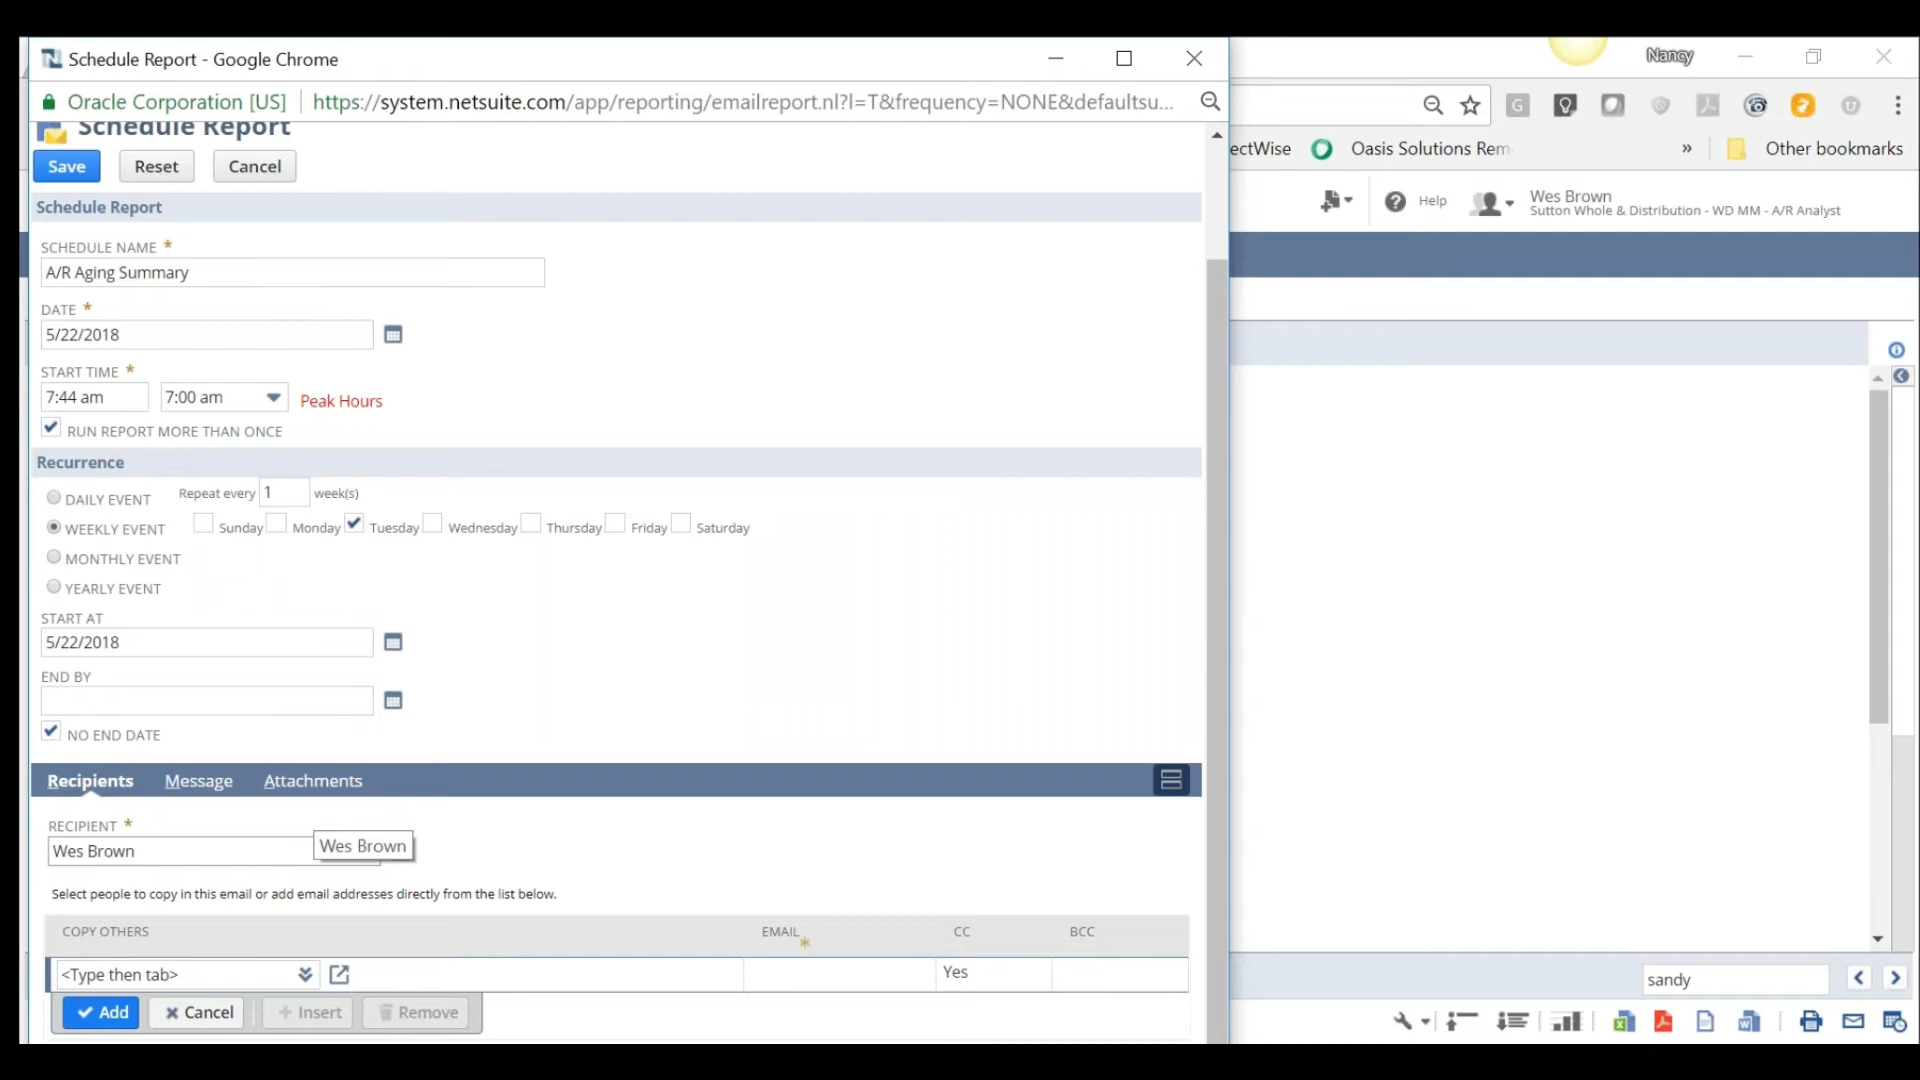 Schedule Report - Google Chrome
Nancy
Oracle Corporation [US]
https://system.netsuite.com/app/reporting/emailreport.nl?l=T&frequency=NONE&defaultsu...
Schedule Report
ectWise
Oasis Solutions Rem
»
Other bookmarks
Save
Reset
Cancel
Help
Wes Brown
Sutton Whole & Distribution - WD MM - A/R Analyst
Schedule Report
SCHEDULE NAME *
A/R Aging Summary
DATE *
5/22/2018
START TIME *
7:44 am
7:00 am
Peak Hours
RUN REPORT MORE THAN ONCE
Recurrence
DAILY EVENT
Repeat every 1 week(s)
WEEKLY EVENT
Sunday Monday Tuesday Wednesday Thursday Friday Saturday
MONTHLY EVENT
YEARLY EVENT
START AT
5/22/2018
END BY
NO END DATE
Recipients Message Attachments
RECIPIENT *
Wes Brown
Wes Brown
Select people to copy in this email or add email addresses directly from the list below.
COPY OTHERS EMAIL * CC BCC
<Type then tab>
Yes
sandy
Add
Cancel
+ Insert
Remove